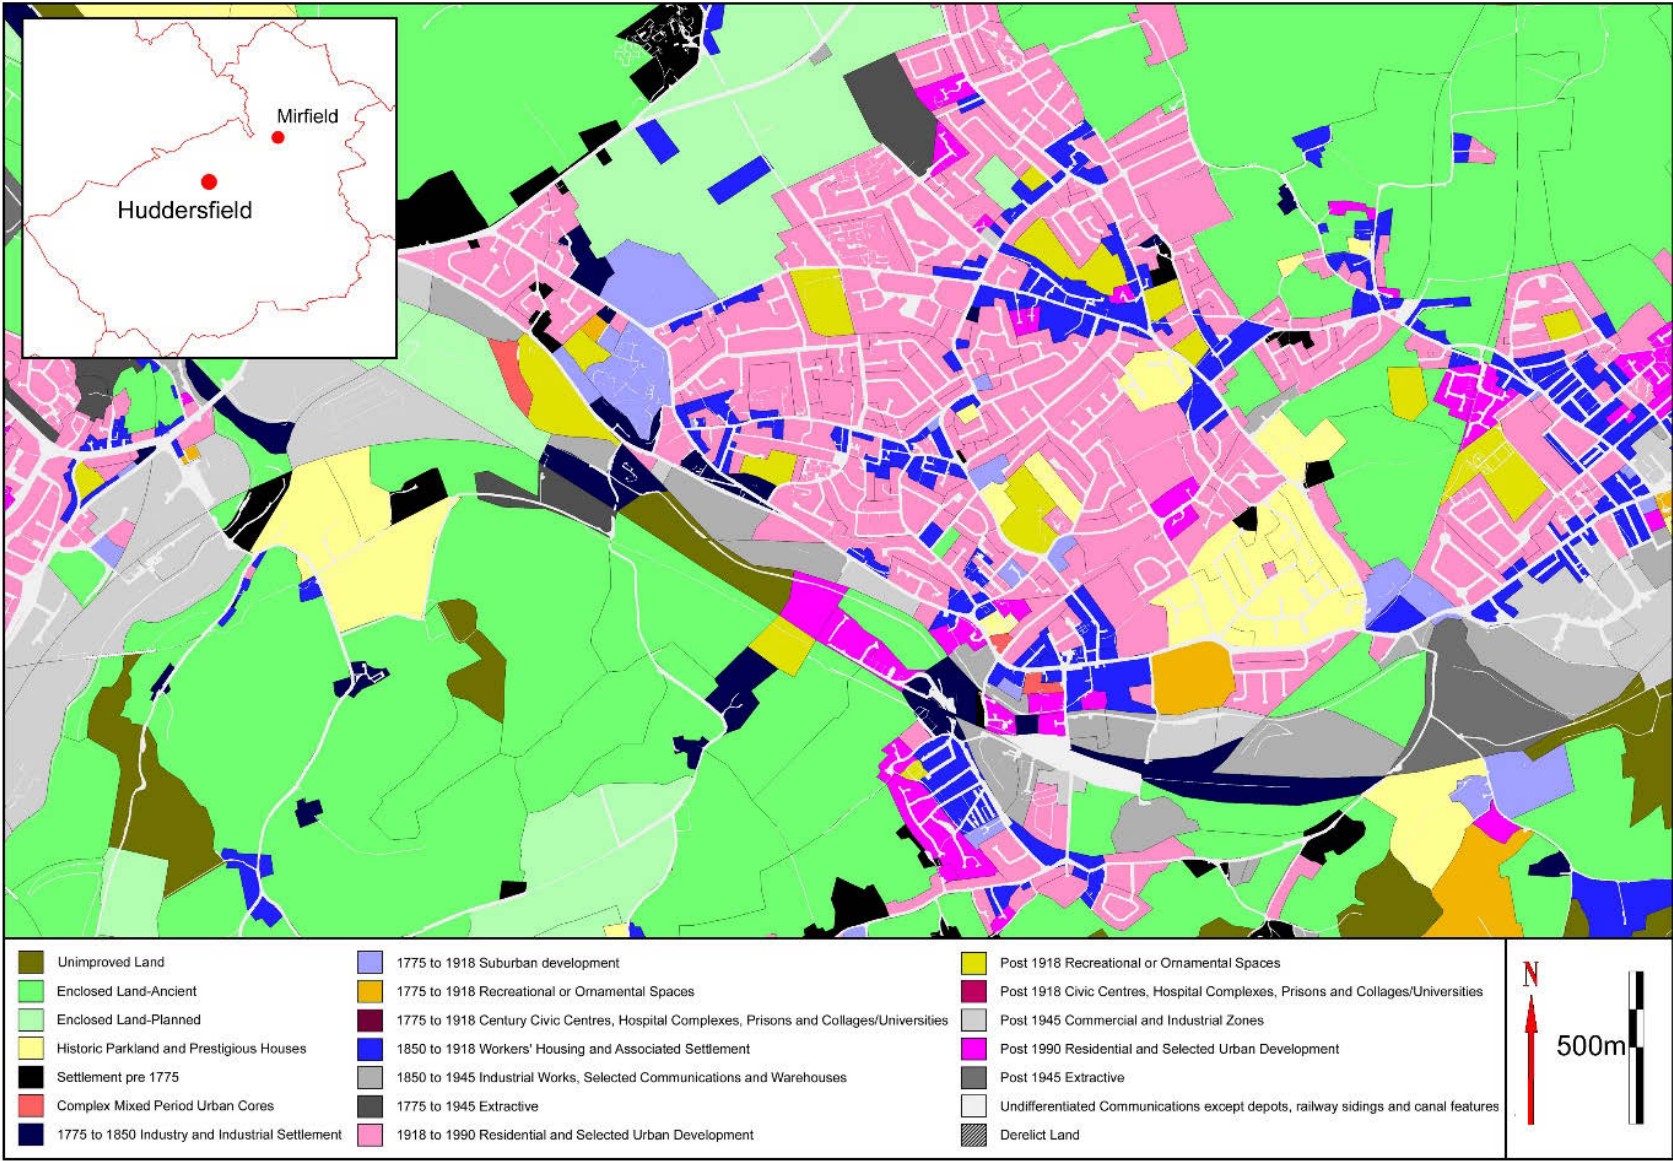 Mirfield
Huddersfield
Unimproved Land
Enclosed Land-Ancient
Enclosed Land-Planned
Historic Parkland and Prestigious Houses
Settlement pre 1775
Complex Mixed Period Urban Cores
1775 to 1850 Industry and Industrial Settlement
1775 to 1918 Suburban development
1775 to 1918 Recreational or Ornamental Spaces
1775 to 1918 Century Civic Centres, Hospital Complexes, Prisons and Collages/Universities
1850 to 1918 Workers' Housing and Associated Settlement
1850 to 1945 Industrial Works, Selected Communications and Warehouses
1775 to 1945 Extractive
1918 to 1990 Residential and Selected Urban Development
Post 1918 Recreational or Ornamental Spaces
Post 1918 Civic Centres, Hospital Complexes, Prisons and Collages/Universities
Post 1945 Commercial and Industrial Zones
Post 1990 Residential and Selected Urban Development
Post 1945 Extractive
Undifferentiated Communications except depots, railway sidings and canal features
Derelict Land
N
500m